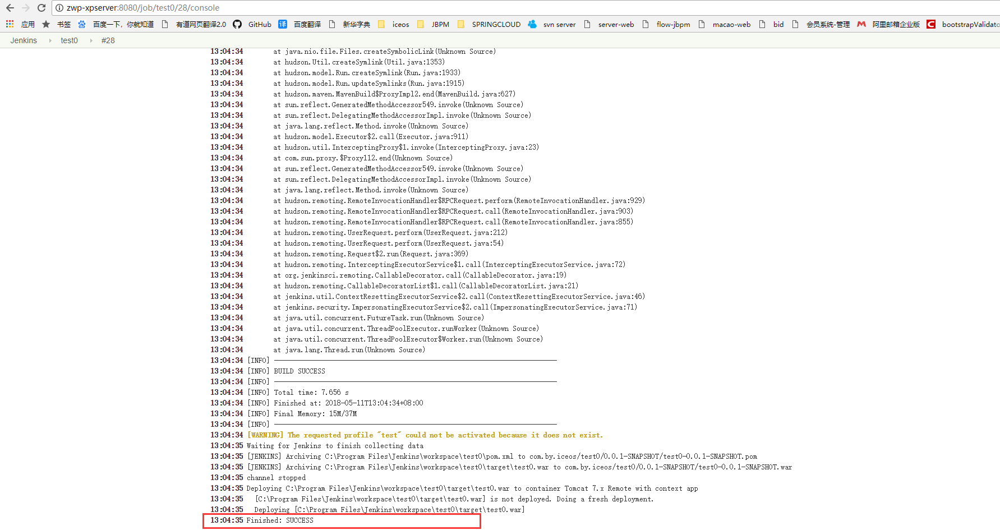 zwp-xpserver:8080/job/test0/28/console
应用 书签 百度一下，你就知道 有道网页翻译2.0 GitHub 译 百度翻译 新华字典 iceos JBPM SPRINGCLOUD svn server server-web flow-jbpm macao-web bid 会员系统-管理 阿里邮箱企业版 C bootstrapValidato
Jenkins test0 #28
13:04:34 at java.nio.file.Files.createSymbolicLink(Unknown Source)
13:04:34 at hudson.Util.createSymlink(Util.java:1353)
13:04:34 at hudson.model.Run.createSymlink(Run.java:1933)
13:04:34 at hudson.model.Run.updateSymlinks(Run.java:1915)
13:04:34 at hudson.maven.MavenBuild$ProxyImpl2.end(MavenBuild.java:627)
13:04:34 at sun.reflect.GeneratedMethodAccessor549.invoke(Unknown Source)
13:04:34 at sun.reflect.DelegatingMethodAccessorImpl.invoke(Unknown Source)
13:04:34 at java.lang.reflect.Method.invoke(Unknown Source)
13:04:34 at hudson.model.Executor$2.call(Executor.java:911)
13:04:34 at hudson.util.InterceptingProxy$1.invoke(InterceptingProxy.java:23)
13:04:34 at com.sun.proxy.$Proxy112.end(Unknown Source)
13:04:34 at sun.reflect.GeneratedMethodAccessor549.invoke(Unknown Source)
13:04:34 at sun.reflect.DelegatingMethodAccessorImpl.invoke(Unknown Source)
13:04:34 at java.lang.reflect.Method.invoke(Unknown Source)
13:04:34 at hudson.remoting.RemoteInvocationHandler$RPCRequest.perform(RemoteInvocationHandler.java:929)
13:04:34 at hudson.remoting.RemoteInvocationHandler$RPCRequest.call(RemoteInvocationHandler.java:903)
13:04:34 at hudson.remoting.RemoteInvocationHandler$RPCRequest.call(RemoteInvocationHandler.java:855)
13:04:34 at hudson.remoting.UserRequest.perform(UserRequest.java:212)
13:04:34 at hudson.remoting.UserRequest.perform(UserRequest.java:54)
13:04:34 at hudson.remoting.Request$2.run(Request.java:369)
13:04:34 at hudson.remoting.InterceptingExecutorService$1.call(InterceptingExecutorService.java:72)
13:04:34 at org.jenkinsci.remoting.CallableDecorator.call(CallableDecorator.java:19)
13:04:34 at hudson.remoting.CallableDecoratorList$1.call(CallableDecoratorList.java:21)
13:04:34 at jenkins.util.ContextResettingExecutorService$2.call(ContextResettingExecutorService.java:46)
13:04:34 at jenkins.security.ImpersonatingExecutorService$2.call(ImpersonatingExecutorService.java:71)
13:04:34 at java.util.concurrent.FutureTask.run(Unknown Source)
13:04:34 at java.util.concurrent.ThreadPoolExecutor.runWorker(Unknown Source)
13:04:34 at java.util.concurrent.ThreadPoolExecutor$Worker.run(Unknown Source)
13:04:34 at java.lang.Thread.run(Unknown Source)
13:04:34 [INFO] ------------------------------------------------------------------------
13:04:34 [INFO] BUILD SUCCESS
13:04:34 [INFO] ------------------------------------------------------------------------
13:04:34 [INFO] Total time: 7.656 s
13:04:34 [INFO] Finished at: 2018-05-11T13:04:34+08:00
13:04:34 [INFO] Final Memory: 15M/37M
13:04:34 [INFO] ------------------------------------------------------------------------
13:04:34 [WARNING] The requested profile "test" could not be activated because it does not exist.
13:04:35 Waiting for Jenkins to finish collecting data
13:04:35 [JENKINS] Archiving C:\Program Files\Jenkins\workspace\test0\pom.xml to com.by.iceos/test0/0.0.1-SNAPSHOT/test0-0.0.1-SNAPSHOT.pom
13:04:35 [JENKINS] Archiving C:\Program Files\Jenkins\workspace\test0\target\test0.war to com.by.iceos/test0/0.0.1-SNAPSHOT/test0-0.0.1-SNAPSHOT.war
13:04:35 channel stopped
13:04:35 Deploying C:\Program Files\Jenkins\workspace\test0\target\test0.war to container Tomcat 7.x Remote with context app
13:04:35 [C:\Program Files\Jenkins\workspace\test0\target\test0.war] is not deployed. Doing a fresh deployment.
13:04:35 Deploying [C:\Program Files\Jenkins\workspace\test0\target\test0.war]
13:04:35 Finished: SUCCESS